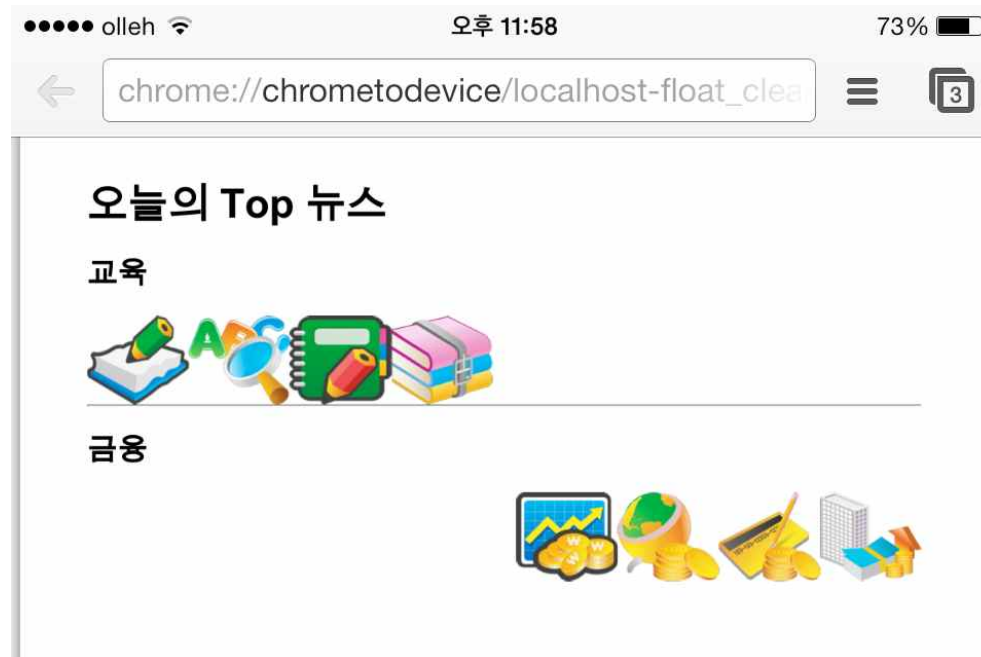 olleh 오후 11:58 73%
chrome://chrometodevice/localhost-float_clea
3
오늘의 Top 뉴스
교육
ABC
금융